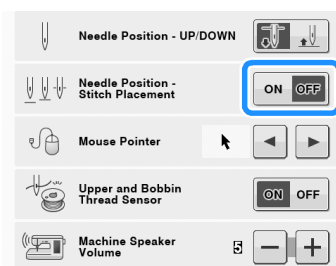 Needle Position - UP/DOWN
Needle Position -
Stitch Placement
ON OFF
Mouse Pointer
Upper and Bobbin
Thread Sensor
ON OFF
Machine Speaker
Volume
5